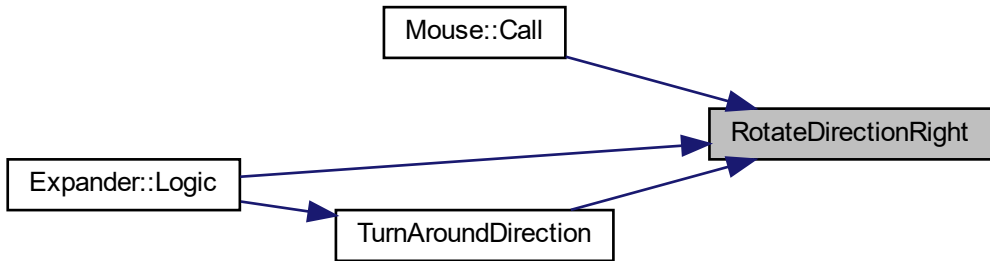 Mouse::Call
RotateDirectionRight
Expander::Logic
TurnAroundDirection